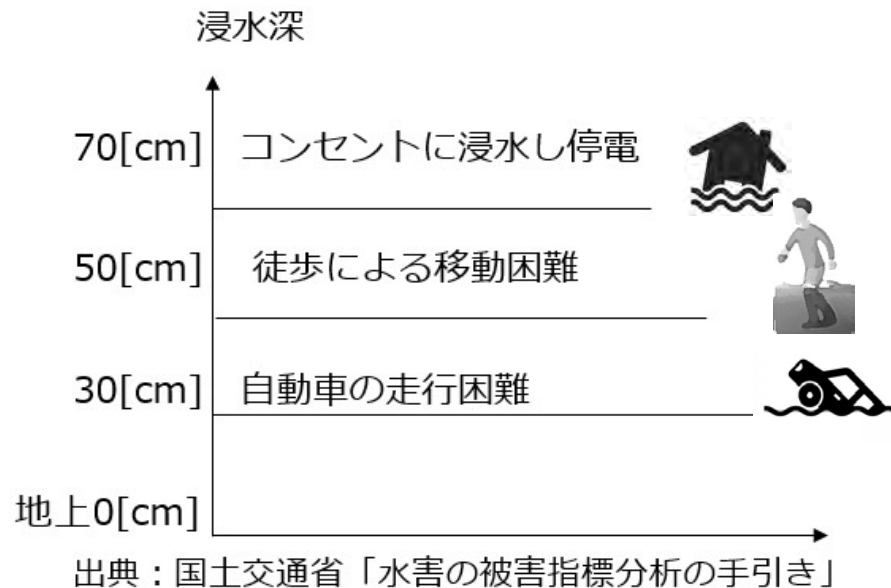 浸水深
70[cm] コンセントに浸水し停電
50[cm] 徒歩による移動困難
30[cm] 自動車の走行困難
地上0[cm]
出典：国土交通省「水害の被害指標分析の手引き」